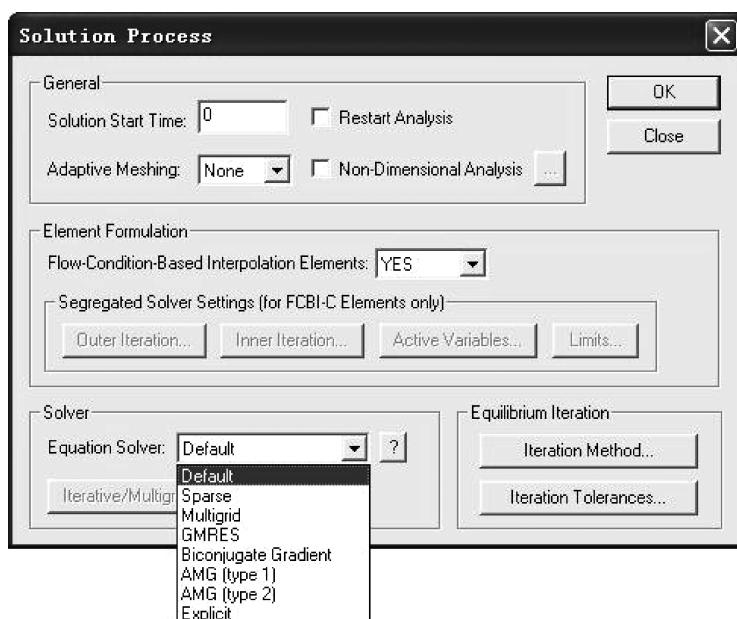 Solution Process
General
Solution Start Time: 0
Restart Analysis
OK
Close
Adaptive Meshing: None
Non-Dimensional Analysis ...
Element Formulation
Flow-Condition-Based Interpolation Elements: YES
Segregated Solver Settings (for FCBI-C Elements only)
Outer Iteration... Inner Iteration... Active Variables... Limits...
Solver
Equation Solver: Default ?
Iterative/Multigr
Default
Sparse
Multigrid
GMRES
Biconjugate Gradient
AMG (type 1)
AMG (type 2)
Explicit
Equilibrium Iteration
Iteration Method...
Iteration Tolerances...